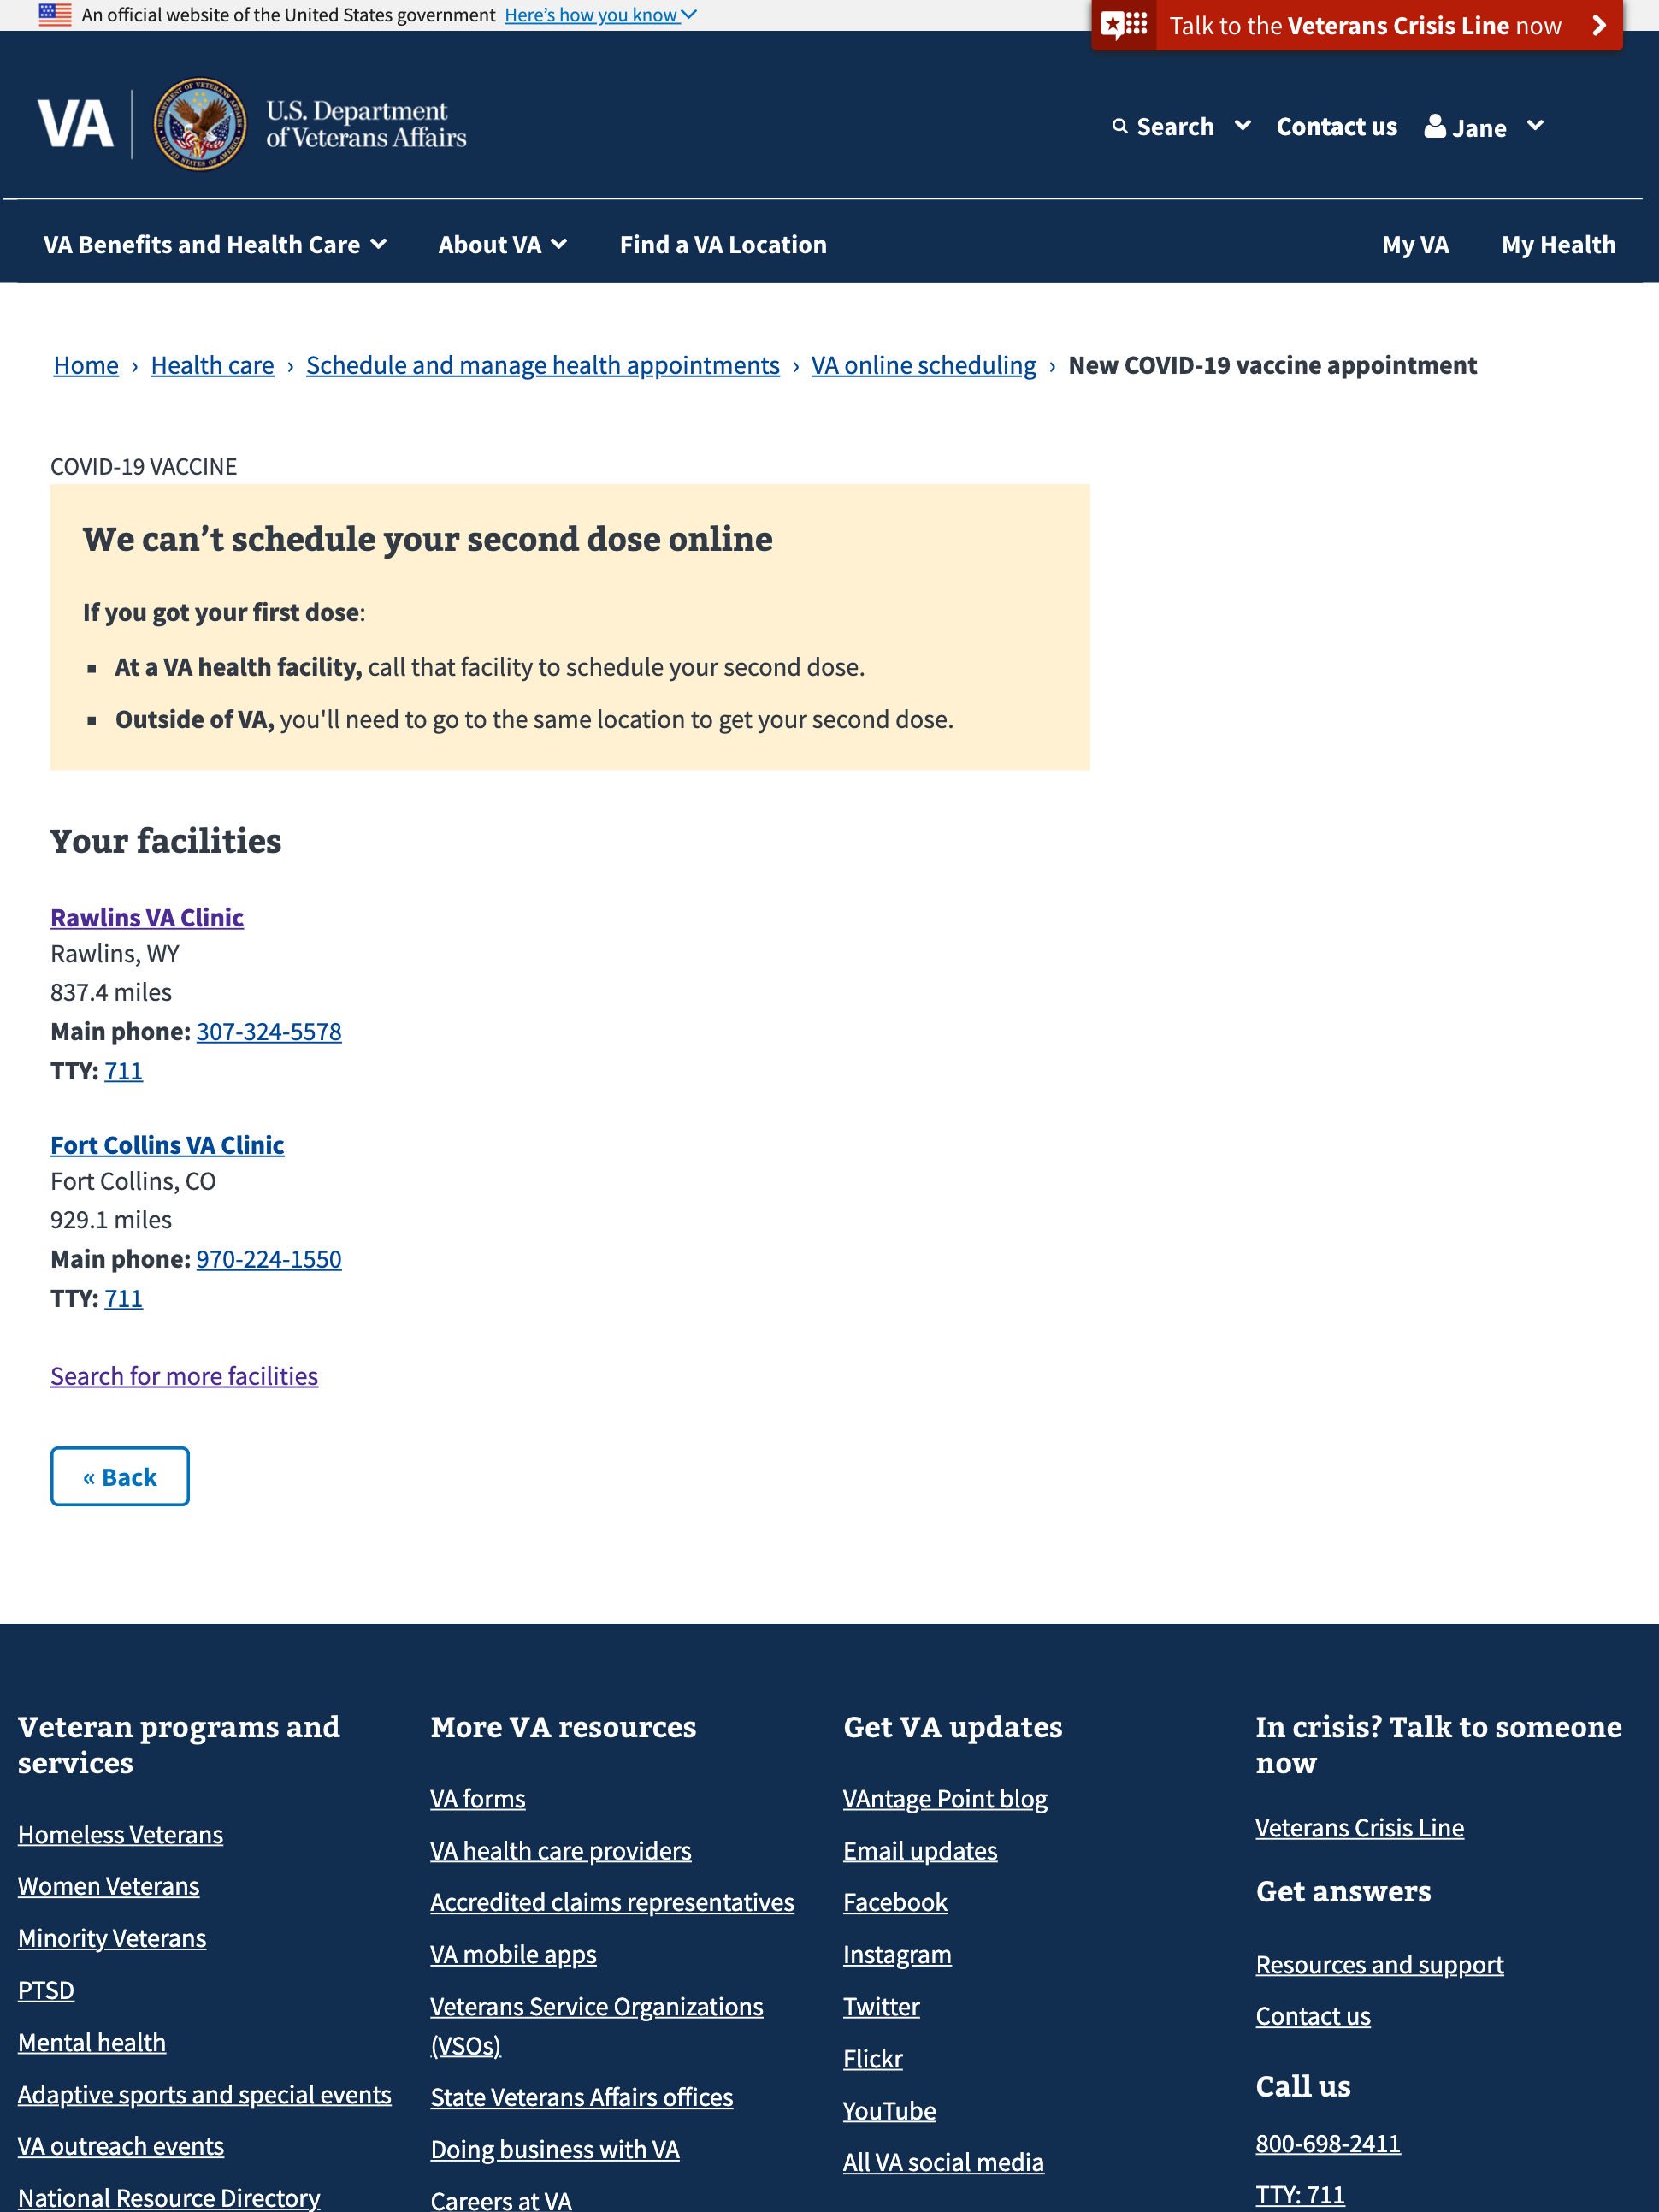 An official website of the United States government Here’s how you know
Talk to the Veterans Crisis Line now
VA
U.S. Department
of Veterans Affairs
Search
Contact us
Jane
VA Benefits and Health Care
About VA
Find a VA Location
My VA
My Health
Home › Health care › Schedule and manage health appointments › VA online scheduling › New COVID-19 vaccine appointment
COVID-19 VACCINE
We can’t schedule your second dose online
If you got your first dose:
▪ At a VA health facility, call that facility to schedule your second dose.
▪ Outside of VA, you'll need to go to the same location to get your second dose.
Your facilities
Rawlins VA Clinic
Rawlins, WY
837.4 miles
Main phone: 307-324-5578
TTY: 711
Fort Collins VA Clinic
Fort Collins, CO
929.1 miles
Main phone: 970-224-1550
TTY: 711
Search for more facilities
« Back
Veteran programs and
services
Homeless Veterans
Women Veterans
Minority Veterans
PTSD
Mental health
Adaptive sports and special events
VA outreach events
National Resource Directory
More VA resources
VA forms
VA health care providers
Accredited claims representatives
VA mobile apps
Veterans Service Organizations
(VSOs)
State Veterans Affairs offices
Doing business with VA
Careers at VA
Get VA updates
VAntage Point blog
Email updates
Facebook
Instagram
Twitter
Flickr
YouTube
All VA social media
In crisis? Talk to someone
now
Veterans Crisis Line
Get answers
Resources and support
Contact us
Call us
800-698-2411
TTY: 711